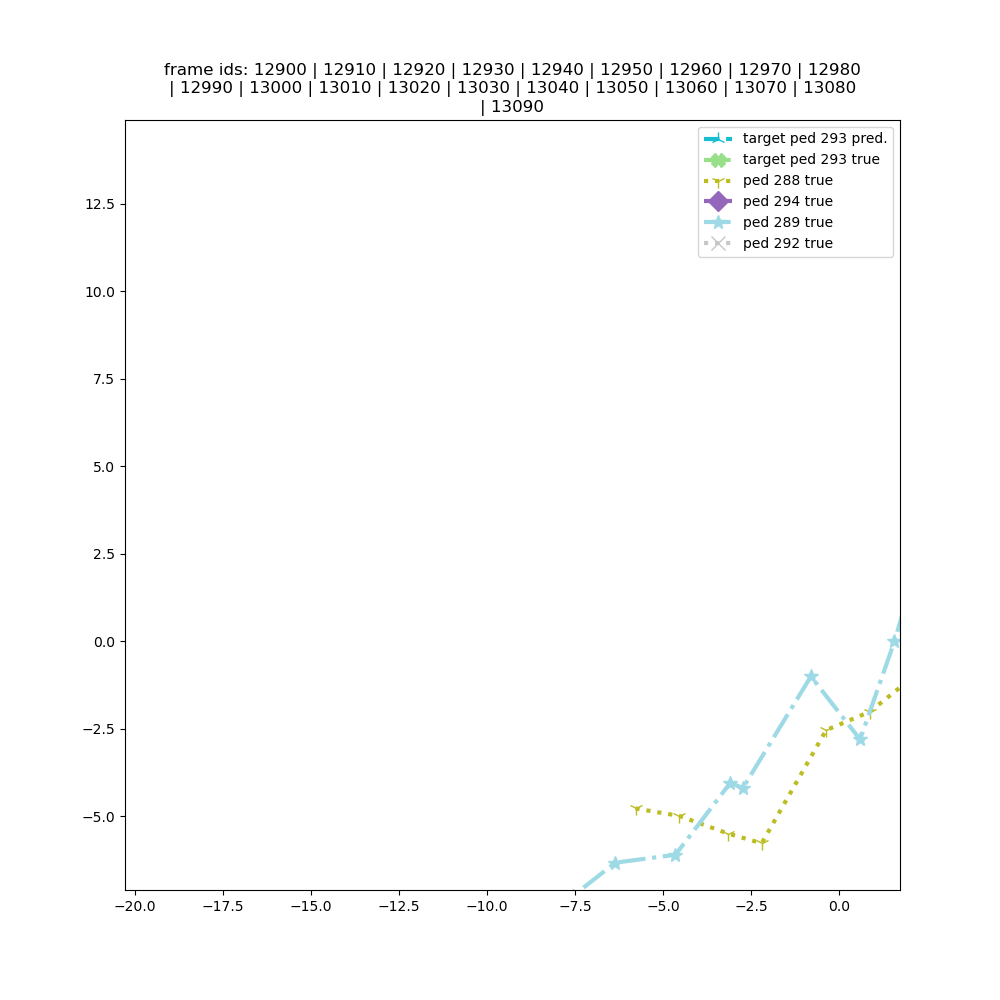 frame ids: 12900 | 12910 | 12920 | 12930 | 12940 | 12950 | 12960 | 12970 | 12980
| 12990 | 13000 | 13010 | 13020 | 13030 | 13040 | 13050 | 13060 | 13070 | 13080
| 13090
target ped 293 pred.
target ped 293 true
ped 288 true
ped 294 true
ped 289 true
ped 292 true
12.5
10.0
7.5
5.0
2.5
0.0
−2.5
−5.0
−20.0 −17.5 −15.0 −12.5 −10.0 −7.5 −5.0 −2.5 0.0